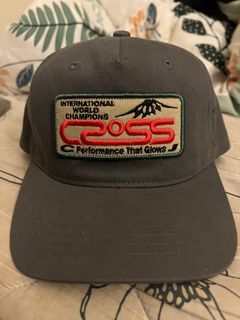 INTERNATIONAL
WORLD
CHAMPIONS
CROSS
C Performance That Glows J